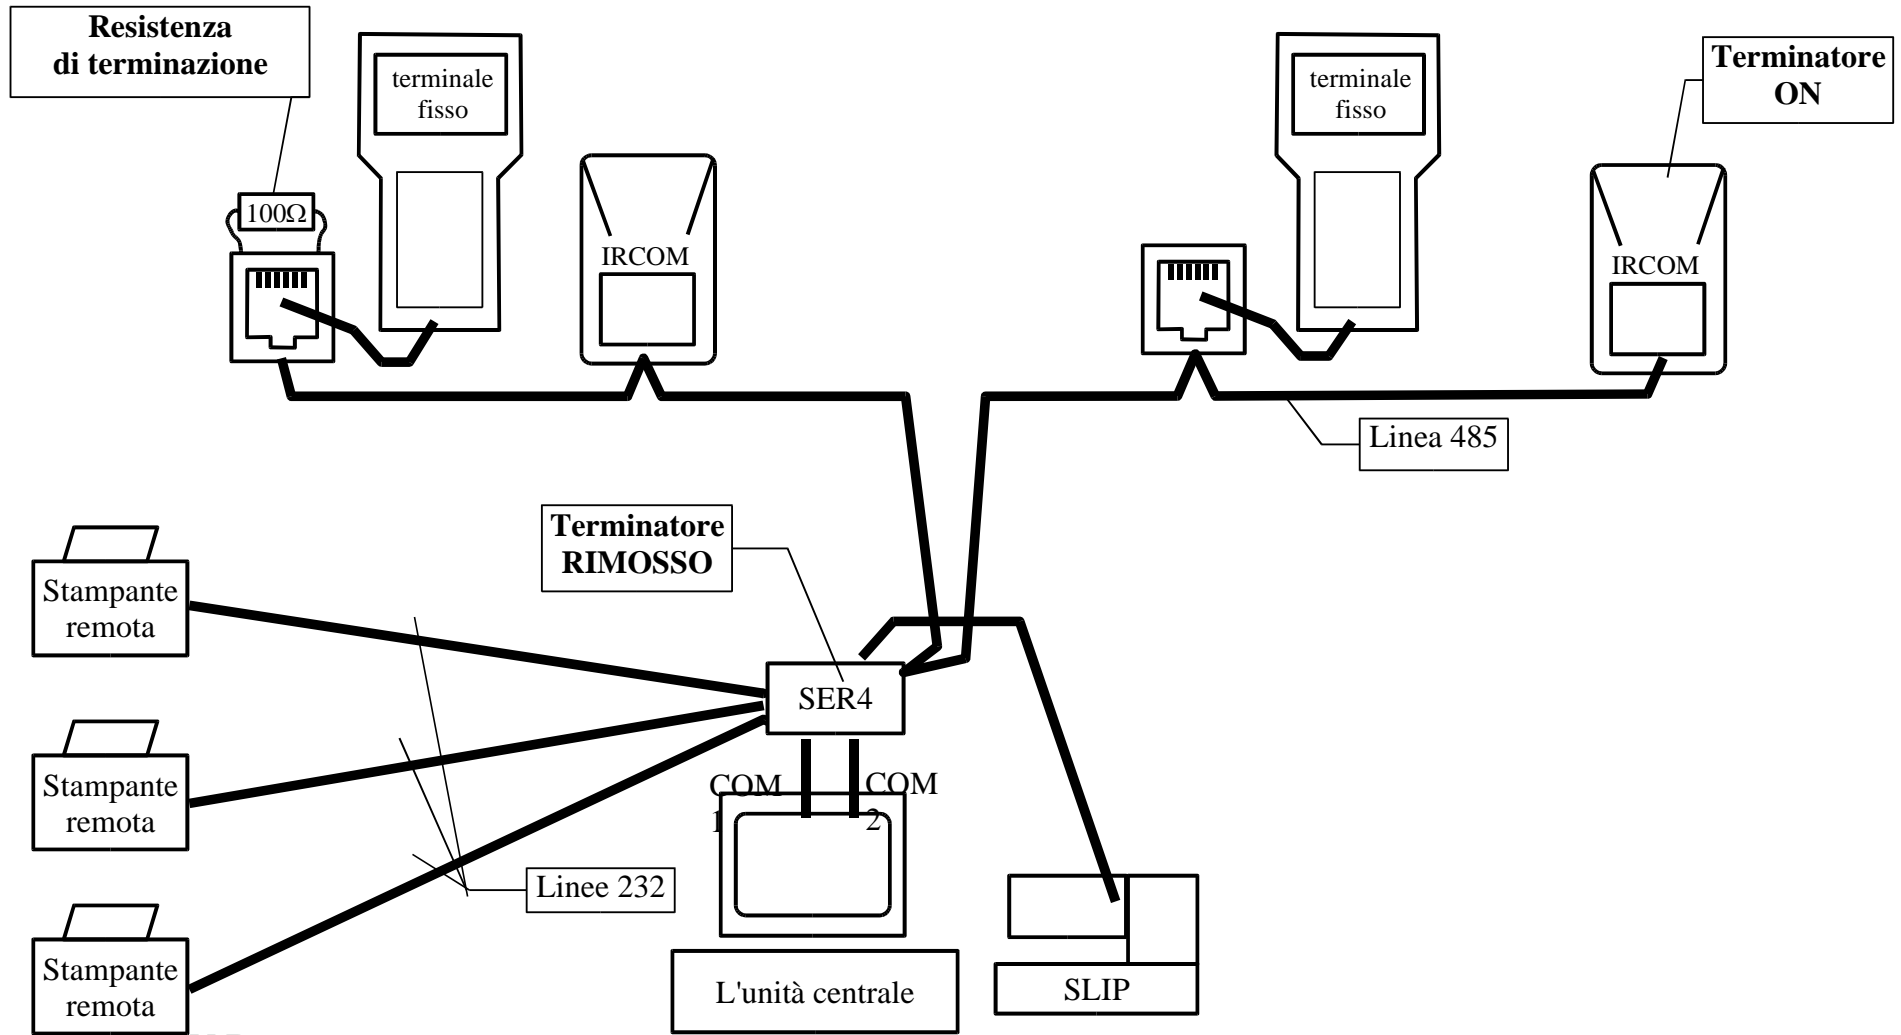 Resistenza
di terminazione
terminale
fisso
terminale
fisso
Terminatore
ON
100Ω
IRCOM
IRCOM
Linea 485
Terminatore
RIMOSSO
Stampante
remota
SER4
Stampante
remota
COM
1
COM
2
Linee 232
Stampante
remota
L'unità centrale
SLIP